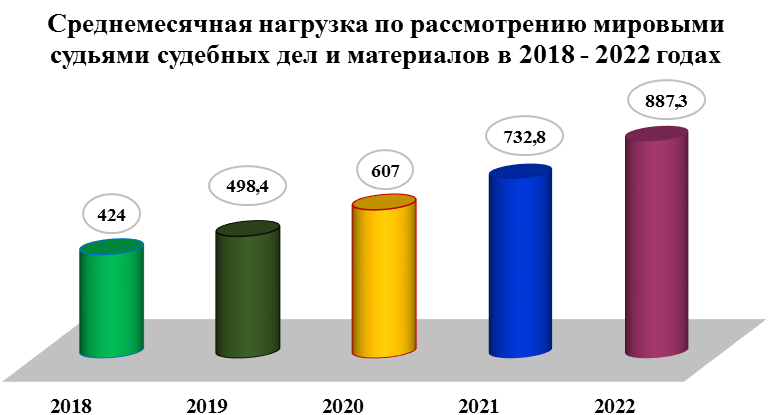 Среднемесячная нагрузка по рассмотрению мировыми
судьями судебных дел и материалов в 2018 - 2022 годах
887,3
732,8
607
498,4
424
2018 2019 2020 2021 2022